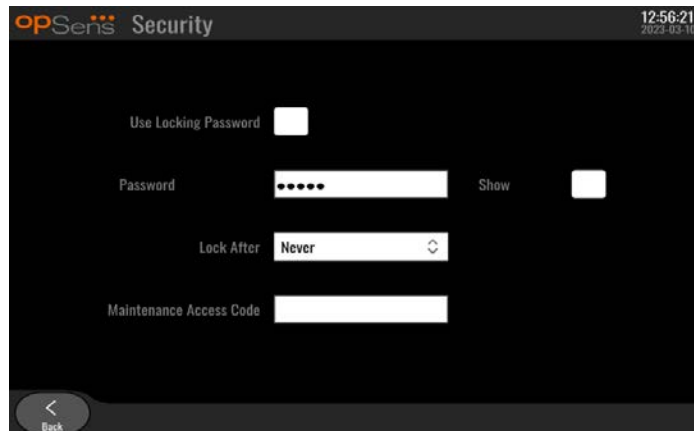 opSens Security 12:56:21
2023-03-10
Use Locking Password
Password ••••• Show
Lock After Never
Maintenance Access Code
Back